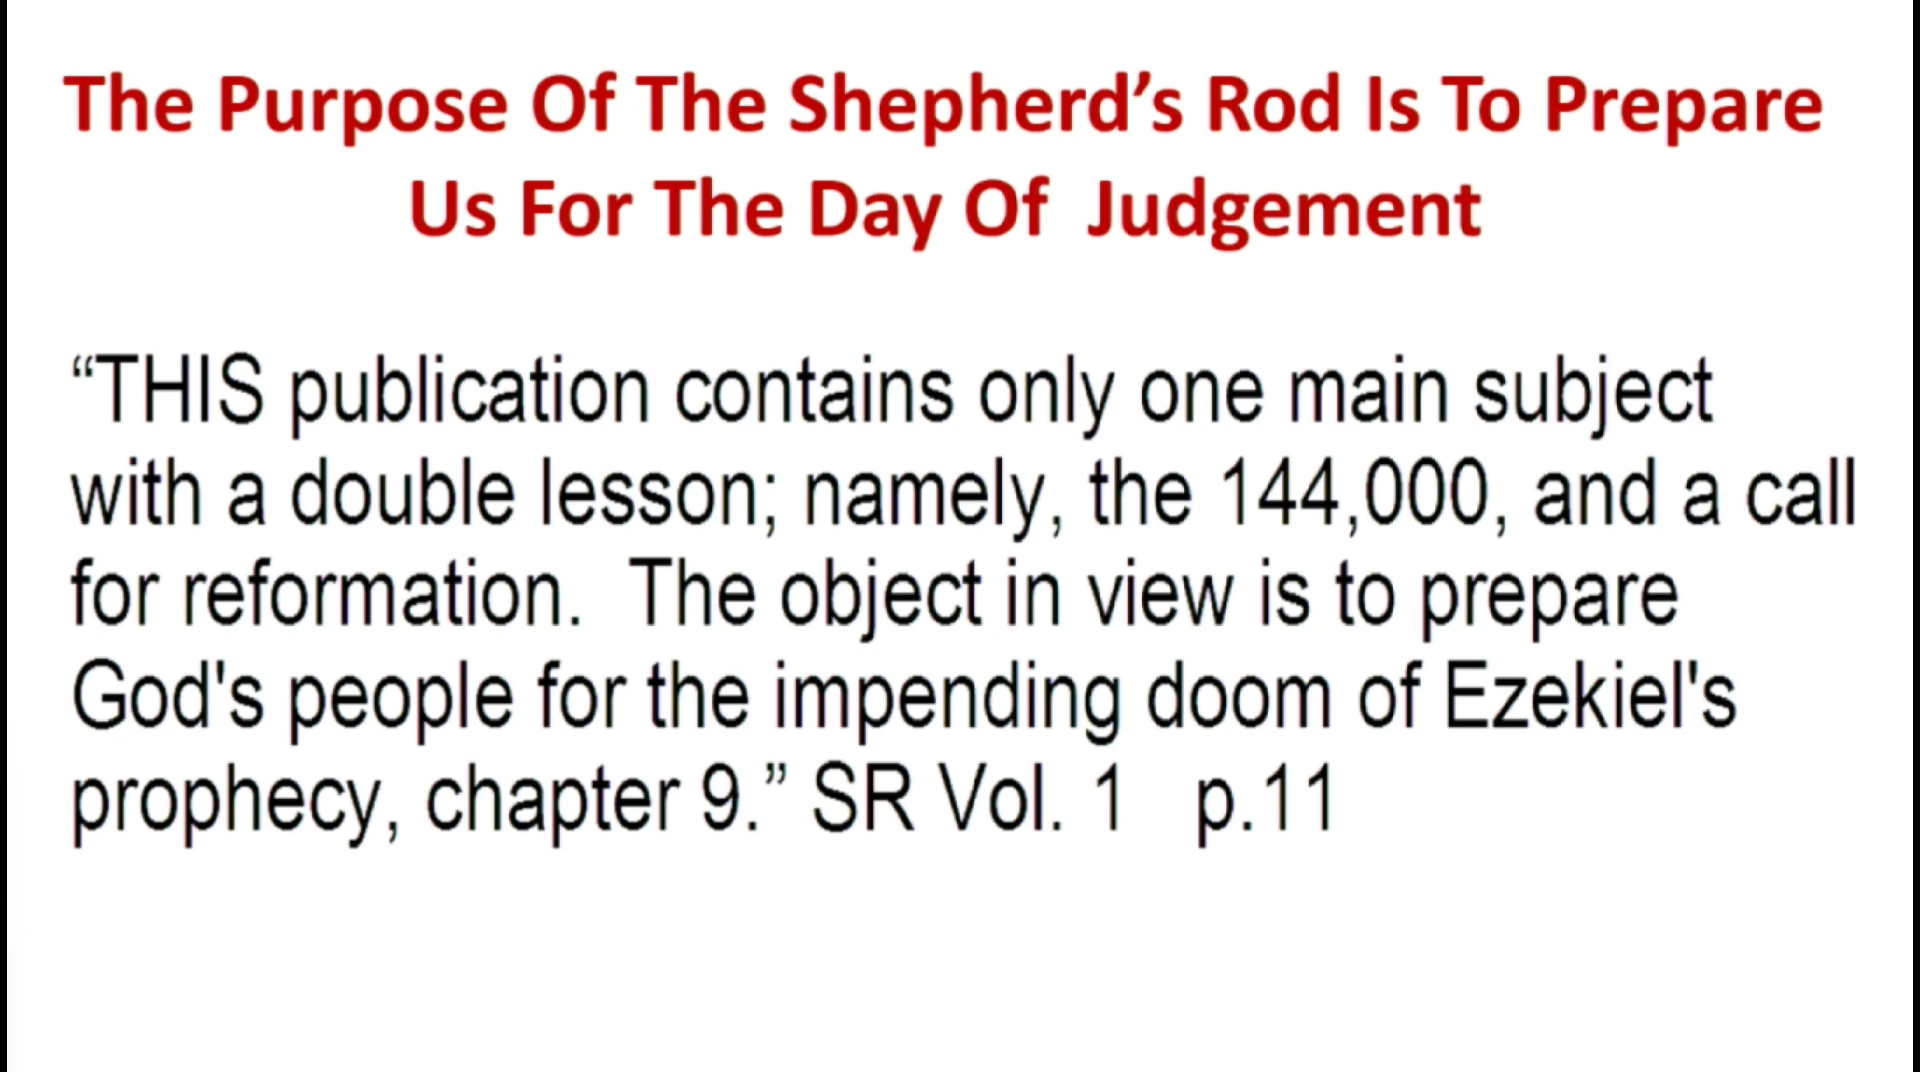 The Purpose Of The Shepherd’s Rod Is To Prepare
Us For The Day Of  Judgement
“THIS publication contains only one main subject
with a double lesson; namely, the 144,000, and a call
for reformation.  The object in view is to prepare
God's people for the impending doom of Ezekiel's
prophecy, chapter 9.” SR Vol. 1   p.11